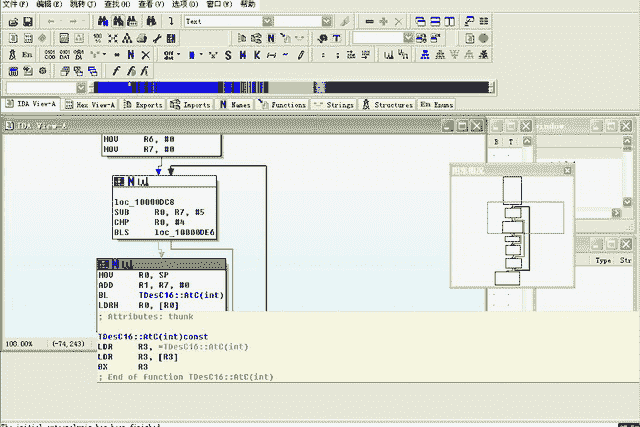 文件(F) 编辑(E) 跳转(J) 查找(H) 查看(V) 选项(O) 窗口(W) 帮助
Text
IDA View-A Hex View-A Exports Imports Names Functions Strings Structures Enums
IDA View-A
MOV R6, #0
MOV R7, #0
loc_10000DC8
SUB R0, R7, #5
CMP R0, #4
BLS loc_10000DE6
MOV R0, SP
ADD R1, R7, #0
BL TDesC16::AtC(int)
LDRH R0, [R0]
; Attributes: thunk
TDesC16::AtC(int)const
LDR R3, =TDesC16::AtC(int)
LDR R3, [R3]
BX R3
; End of function TDesC16::AtC(int)
100.00% (-74,243)
B T
Type Str